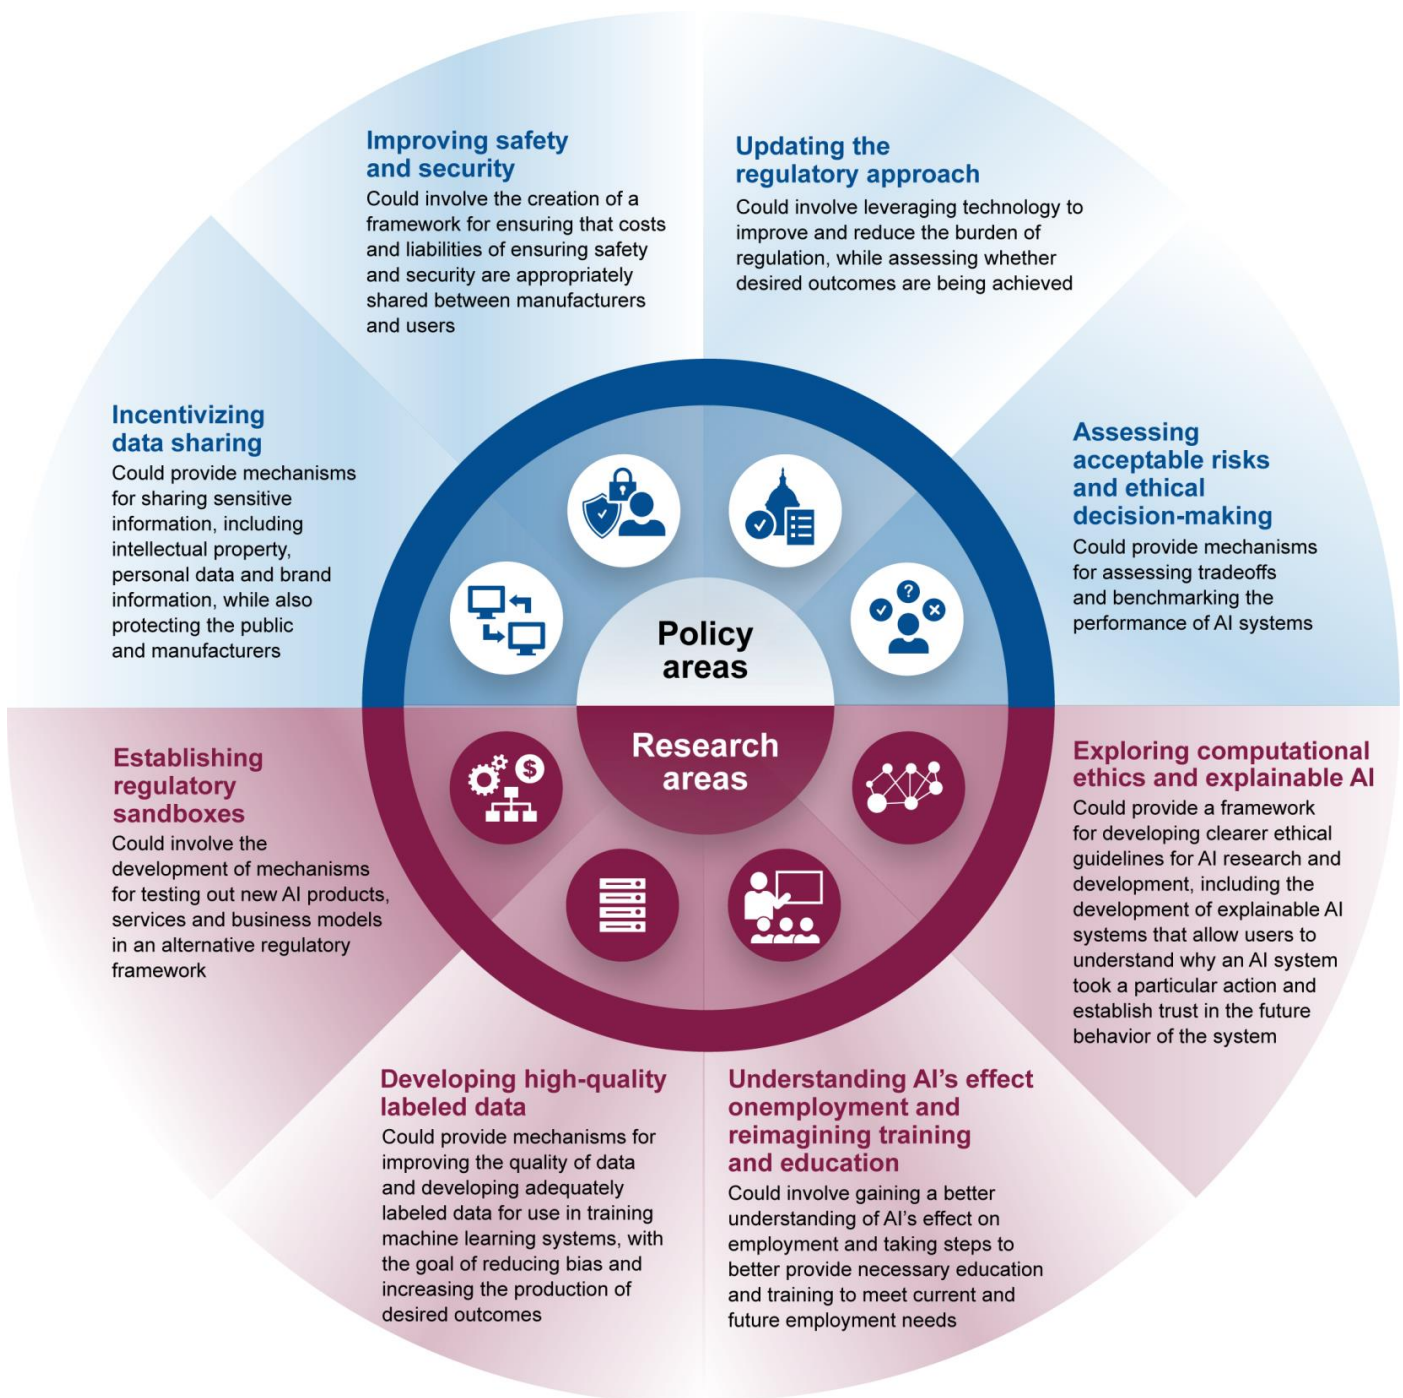 Improving safety
and security
Could involve the creation of a
framework for ensuring that costs
and liabilities of ensuring safety
and security are appropriately
shared between manufacturers
and users
Updating the
regulatory approach
Could involve leveraging technology to
improve and reduce the burden of
regulation, while assessing whether
desired outcomes are being achieved
Incentivizing
data sharing
Could provide mechanisms
for sharing sensitive
information, including
intellectual property,
personal data and brand
information, while also
protecting the public
and manufacturers
Assessing
acceptable risks
and ethical
decision-making
Could provide mechanisms
for assessing tradeoffs
and benchmarking the
performance of AI systems
?
Policy
areas
Research
areas
$
Establishing
regulatory
sandboxes
Could involve the
development of mechanisms
for testing out new AI products,
services and business models
in an alternative regulatory
framework
Exploring computational
ethics and explainable AI
Could provide a framework
for developing clearer ethical
guidelines for AI research and
development, including the
development of explainable AI
systems that allow users to
understand why an AI system
took a particular action and
establish trust in the future
behavior of the system
Developing high-quality
labeled data
Could provide mechanisms for
improving the quality of data
and developing adequately
labeled data for use in training
machine learning systems, with
the goal of reducing bias and
increasing the production of
desired outcomes
Understanding AI’s effect
onemployment and
reimagining training
and education
Could involve gaining a better
understanding of AI’s effect on
employment and taking steps to
better provide necessary education
and training to meet current and
future employment needs